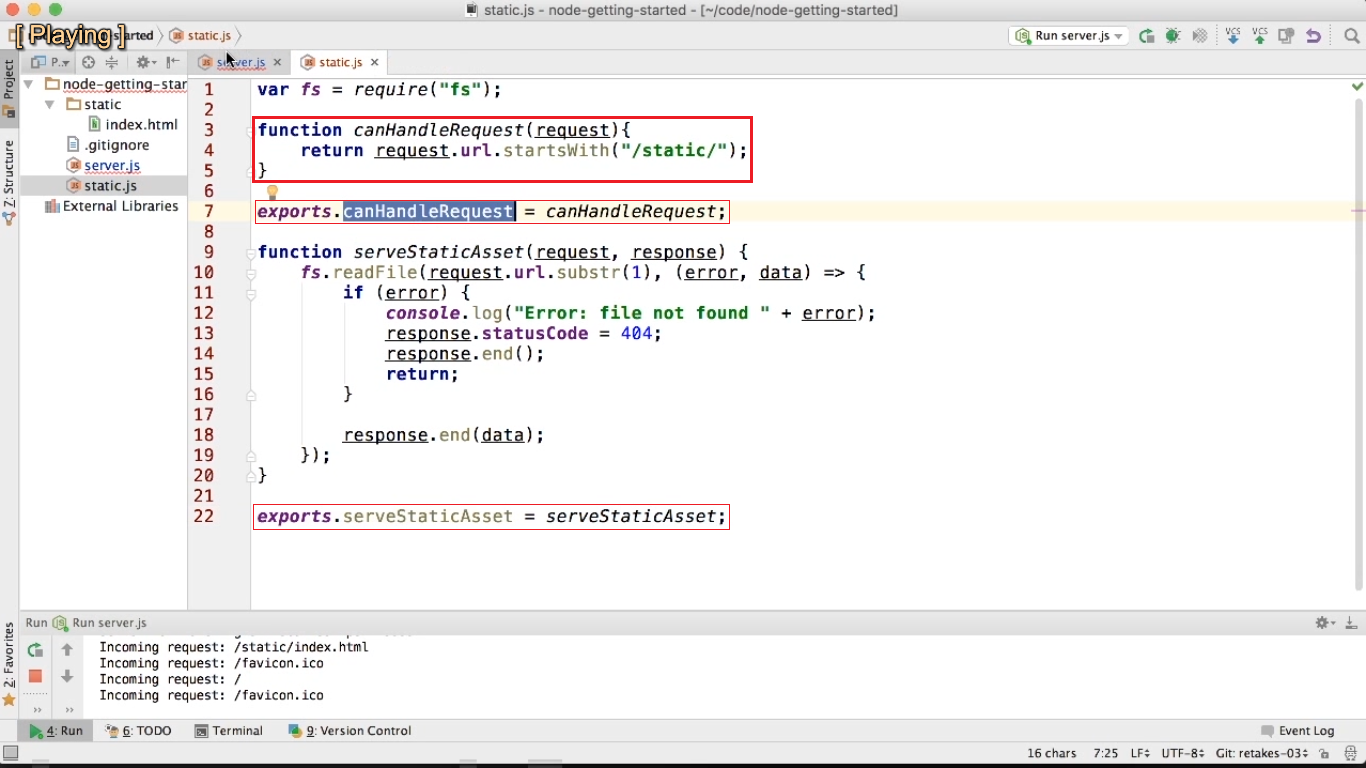 static.js - node-getting-started - [~/code/node-getting-started]
[ Playing ]
arted
static.js
Run server.js
VCS
VCS
P..
server.js
static.js
Project
Z: Structure
2: Favorites
node-getting-star
static
index.html
.gitignore
server.js
static.js
External Libraries
1 var fs = require("fs");
2
3 function canHandleRequest(request){
4 return request.url.startsWith("/static/");
5 }
6
7 exports.canHandleRequest = canHandleRequest;
8
9 function serveStaticAsset(request, response) {
10 fs.readFile(request.url.substr(1), (error, data) => {
11 if (error) {
12 console.log("Error: file not found " + error);
13 response.statusCode = 404;
14 response.end();
15 return;
16 }
17
18 response.end(data);
19 });
20 }
21
22 exports.serveStaticAsset = serveStaticAsset;
Run server.js
Incoming request: /static/index.html
Incoming request: /favicon.ico
Incoming request: /
Incoming request: /favicon.ico
4: Run 6: TODO Terminal 9: Version Control Event Log
16 chars 7:25 LF UTF-8 Git: retakes-03